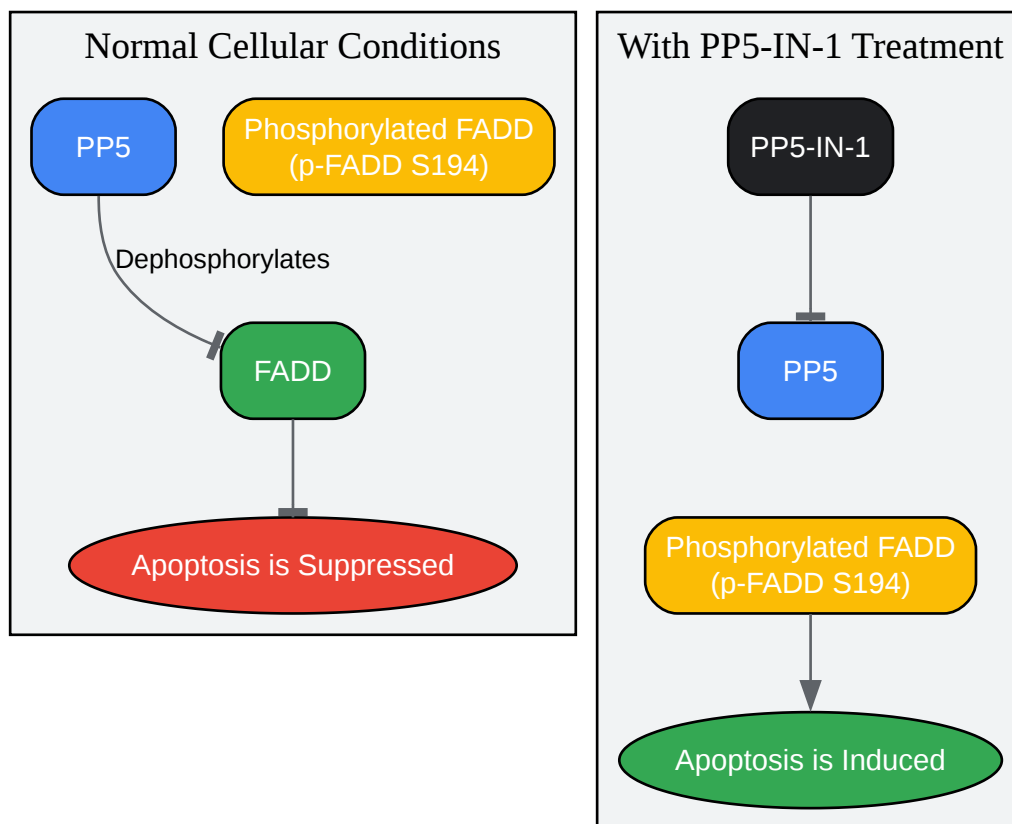 Normal Cellular Conditions
PP5
Phosphorylated FADD
(p-FADD S194)
Dephosphorylates
FADD
Apoptosis is Suppressed
With PP5-IN-1 Treatment
PP5-IN-1
PP5
Phosphorylated FADD
(p-FADD S194)
Apoptosis is Induced